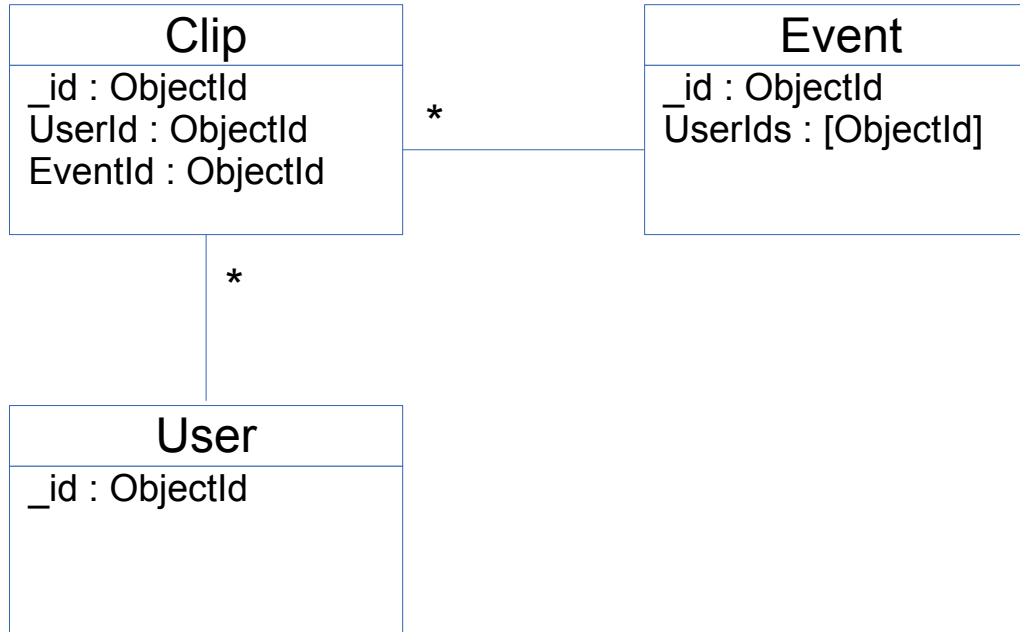 Clip
_id : ObjectId
UserId : ObjectId
EventId : ObjectId
*
*
Event
_id : ObjectId
UserIds : [ObjectId]
User
_id : ObjectId